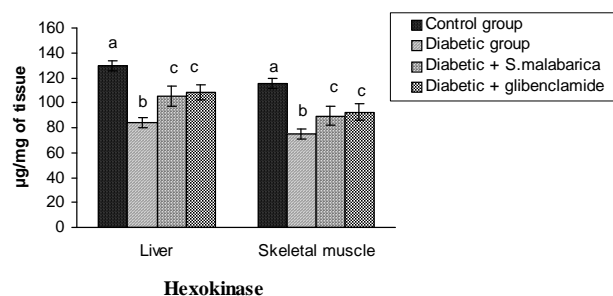 160
140
120
100
80
60
40
20
0
µg/mg of tissue
a
b
c c
a
b
c c
Liver Skeletal muscle
Hexokinase
Control group
Diabetic group
Diabetic + S.malabarica
Diabetic + glibenclamide